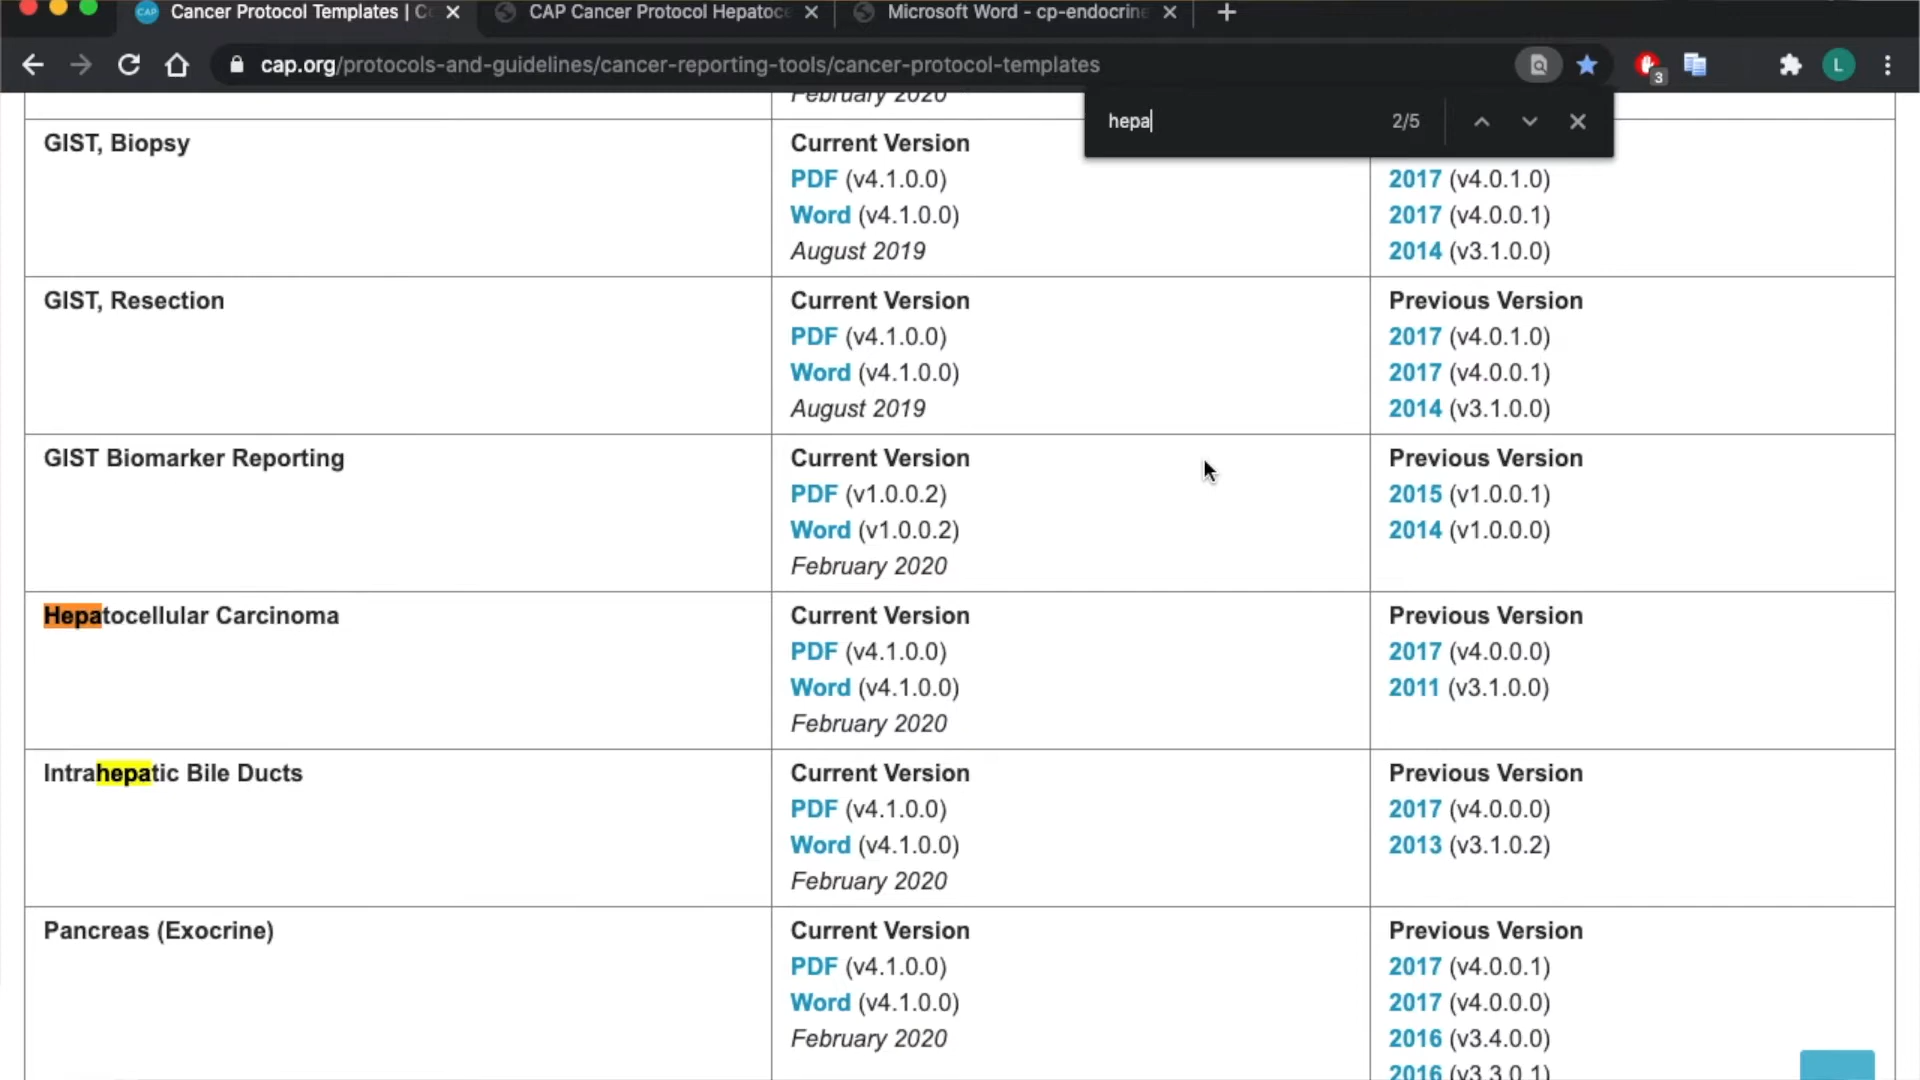 Cancer Protocol Templates | C
CAP Cancer Protocol Hepatoc
Microsoft Word - cp-endocrine
cap.org/protocols-and-guidelines/cancer-reporting-tools/cancer-protocol-templates
3
L
hepa
2/5
February 2020
GIST, Biopsy
Current Version
PDF (v4.1.0.0)
Word (v4.1.0.0)
August 2019
2017 (v4.0.1.0)
2017 (v4.0.0.1)
2014 (v3.1.0.0)
GIST, Resection
Current Version
PDF (v4.1.0.0)
Word (v4.1.0.0)
August 2019
Previous Version
2017 (v4.0.1.0)
2017 (v4.0.0.1)
2014 (v3.1.0.0)
GIST Biomarker Reporting
Current Version
PDF (v1.0.0.2)
Word (v1.0.0.2)
February 2020
Previous Version
2015 (v1.0.0.1)
2014 (v1.0.0.0)
Hepatocellular Carcinoma
Current Version
PDF (v4.1.0.0)
Word (v4.1.0.0)
February 2020
Previous Version
2017 (v4.0.0.0)
2011 (v3.1.0.0)
Intrahepatic Bile Ducts
Current Version
PDF (v4.1.0.0)
Word (v4.1.0.0)
February 2020
Previous Version
2017 (v4.0.0.0)
2013 (v3.1.0.2)
Pancreas (Exocrine)
Current Version
PDF (v4.1.0.0)
Word (v4.1.0.0)
February 2020
Previous Version
2017 (v4.0.0.1)
2017 (v4.0.0.0)
2016 (v3.4.0.0)
2016 (v3.3.0.1)